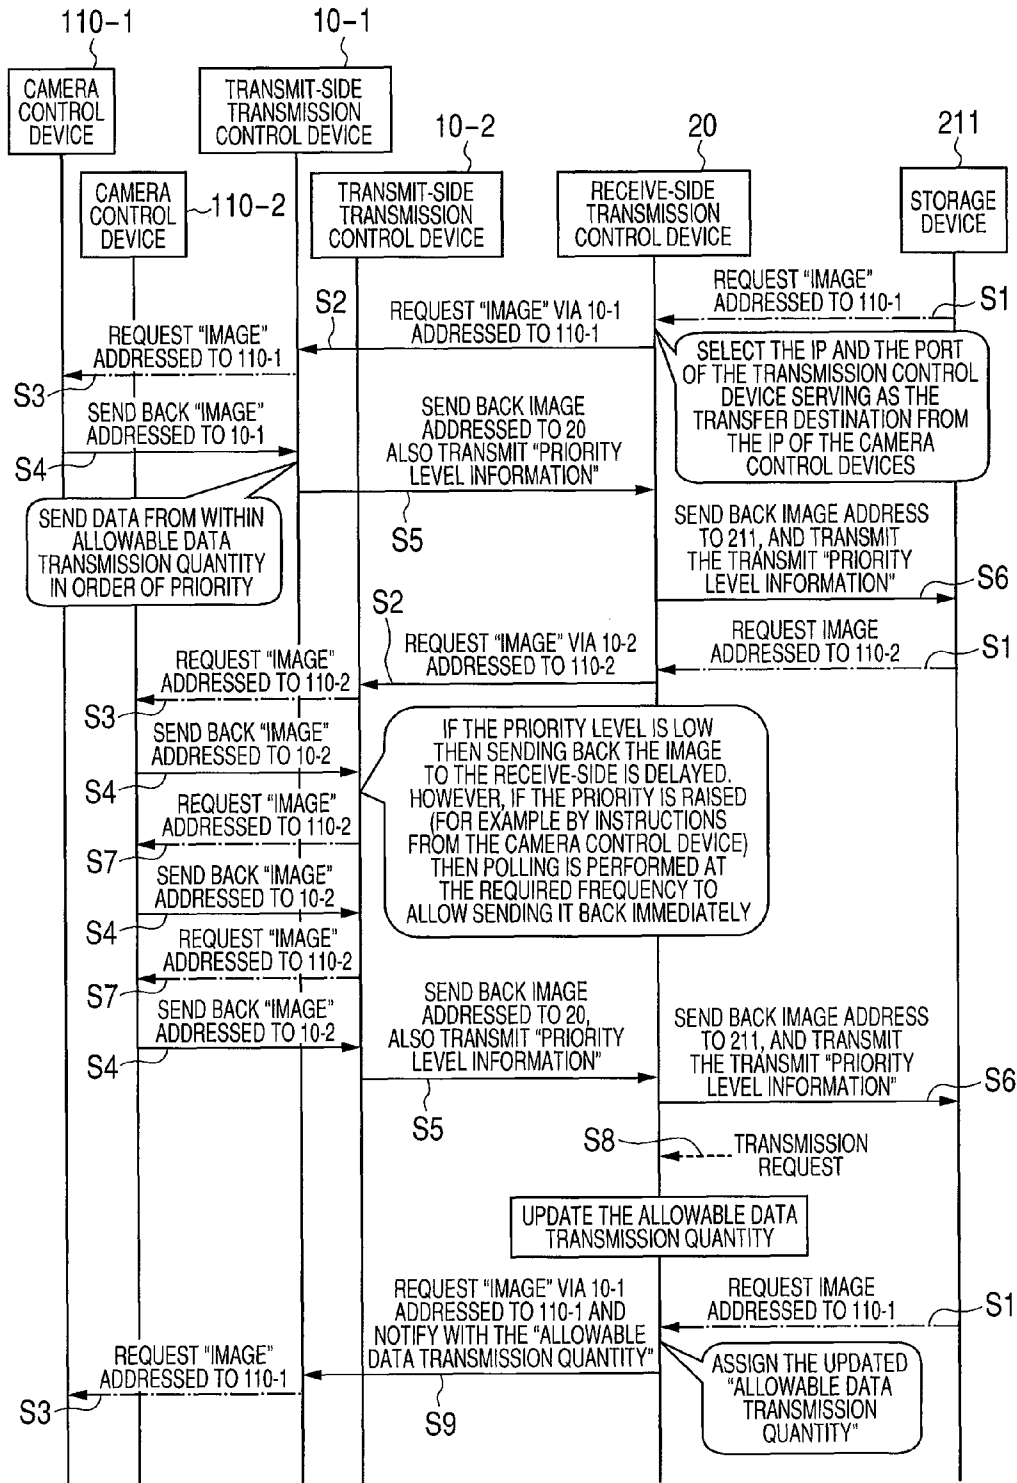 110-1
10-1
CAMERA
CONTROL
DEVICE
TRANSMIT-SIDE
TRANSMISSION
CONTROL DEVICE
10-2
20
211
CAMERA
CONTROL
DEVICE
110-2
TRANSMIT-SIDE
TRANSMISSION
CONTROL DEVICE
RECEIVE-SIDE
TRANSMISSION
CONTROL DEVICE
STORAGE
DEVICE
REQUEST "IMAGE"
ADDRESSED TO 110-1
S1
S2
REQUEST "IMAGE" VIA 10-1
ADDRESSED TO 110-1
REQUEST "IMAGE"
ADDRESSED TO 110-1
S3
SELECT THE IP AND THE PORT
OF THE TRANSMISSION CONTROL
DEVICE SERVING AS THE
TRANSFER DESTINATION FROM
THE IP OF THE CAMERA
CONTROL DEVICES
SEND BACK "IMAGE"
ADDRESSED TO 10-1
S4
SEND BACK IMAGE
ADDRESSED TO 20
ALSO TRANSMIT "PRIORITY
LEVEL INFORMATION"
S5
SEND DATA FROM WITHIN
ALLOWABLE DATA
TRANSMISSION QUANTITY
IN ORDER OF PRIORITY
SEND BACK IMAGE ADDRESS
TO 211, AND TRANSMIT
THE TRANSMIT "PRIORITY
LEVEL INFORMATION"
S6
S2
REQUEST "IMAGE" VIA 10-2
ADDRESSED TO 110-2
REQUEST IMAGE
ADDRESSED TO 110-2
S1
REQUEST "IMAGE"
ADDRESSED TO 110-2
S3
SEND BACK "IMAGE"
ADDRESSED TO 10-2
S4
IF THE PRIORITY LEVEL IS LOW
THEN SENDING BACK THE IMAGE
TO THE RECEIVE-SIDE IS DELAYED.
HOWEVER, IF THE PRIORITY IS RAISED
(FOR EXAMPLE BY INSTRUCTIONS
FROM THE CAMERA CONTROL DEVICE)
THEN POLLING IS PERFORMED AT
THE REQUIRED FREQUENCY TO
ALLOW SENDING IT BACK IMMEDIATELY
REQUEST "IMAGE"
ADDRESSED TO 110-2
S7
SEND BACK "IMAGE"
ADDRESSED TO 10-2
S4
REQUEST "IMAGE"
ADDRESSED TO 110-2
S7
SEND BACK "IMAGE"
ADDRESSED TO 10-2
S4
SEND BACK IMAGE
ADDRESSED TO 20,
ALSO TRANSMIT "PRIORITY
LEVEL INFORMATION"
S5
SEND BACK IMAGE ADDRESS
TO 211, AND TRANSMIT
THE TRANSMIT "PRIORITY
LEVEL INFORMATION"
S6
S8
TRANSMISSION
REQUEST
UPDATE THE ALLOWABLE DATA
TRANSMISSION QUANTITY
REQUEST "IMAGE" VIA 10-1
ADDRESSED TO 110-1 AND
NOTIFY WITH THE "ALLOWABLE
DATA TRANSMISSION QUANTITY"
S9
REQUEST IMAGE
ADDRESSED TO 110-1
S1
REQUEST "IMAGE"
ADDRESSED TO 110-1
S3
ASSIGN THE UPDATED
"ALLOWABLE DATA
TRANSMISSION
QUANTITY"